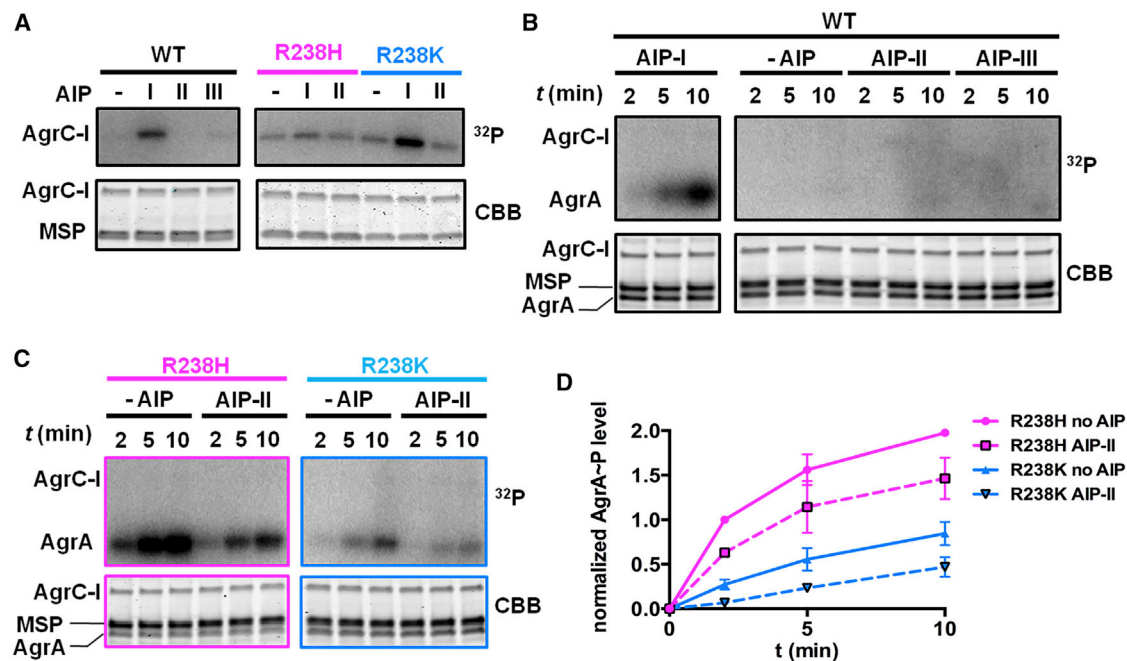 A
WT
R238H
R238K
AIP
- I II III
- I II - I II
AgrC-I
32P
AgrC-I
MSP
CBB
B
WT
AIP-I
- AIP
AIP-II
AIP-III
t (min)
2 5 10
2 5 10 2 5 10 2 5 10
AgrC-I
32P
AgrA
AgrC-I
MSP
AgrA
CBB
C
R238H
R238K
- AIP
AIP-II
- AIP
AIP-II
t (min)
2 5 10 2 5 10
2 5 10 2 5 10
AgrC-I
32P
AgrA
AgrC-I
MSP
AgrA
CBB
D
normalized AgrA~P level
2.0
1.5
1.0
0.5
0.0
0 5 10
t (min)
R238H no AIP
R238H AIP-II
R238K no AIP
R238K AIP-II